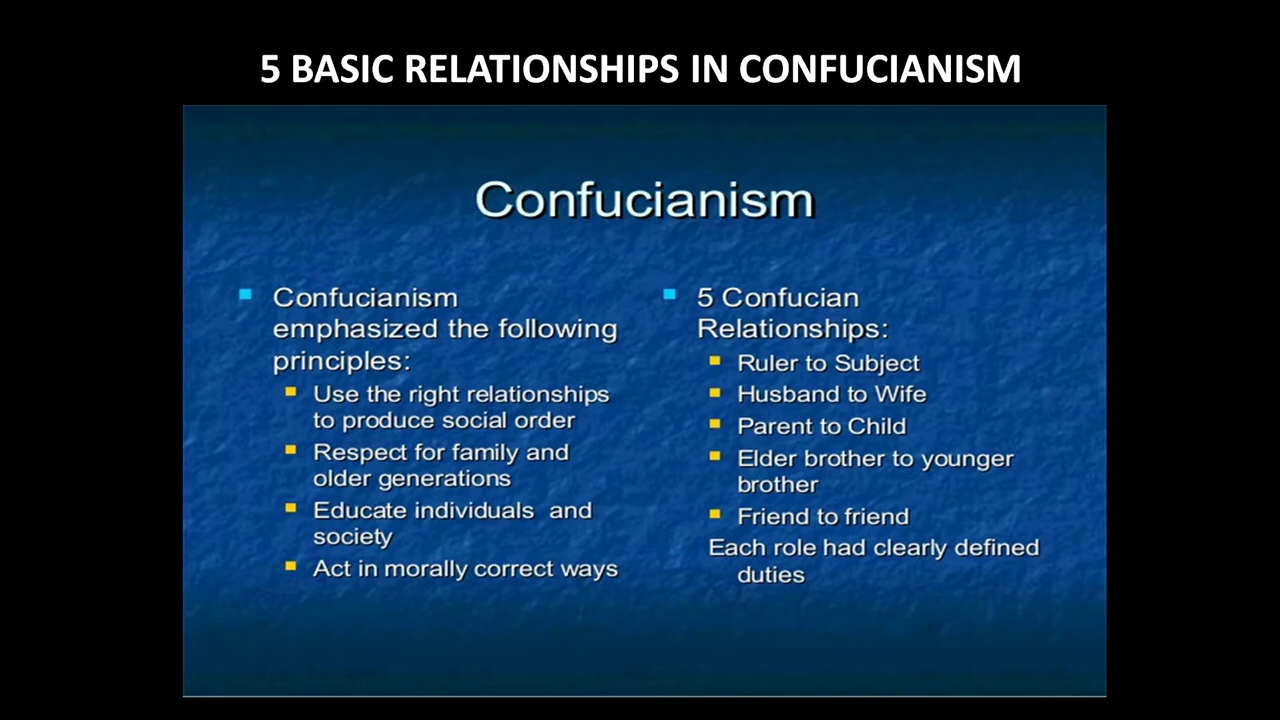 5 BASIC RELATIONSHIPS IN CONFUCIANISM
Confucianism
Confucianism
emphasized the following
principles:
Use the right relationships
to produce social order
Respect for family and
older generations
Educate individuals and
society
Act in morally correct ways
5 Confucian
Relationships:
Ruler to Subject
Husband to Wife
Parent to Child
Elder brother to younger
brother
Friend to friend
Each role had clearly defined
duties